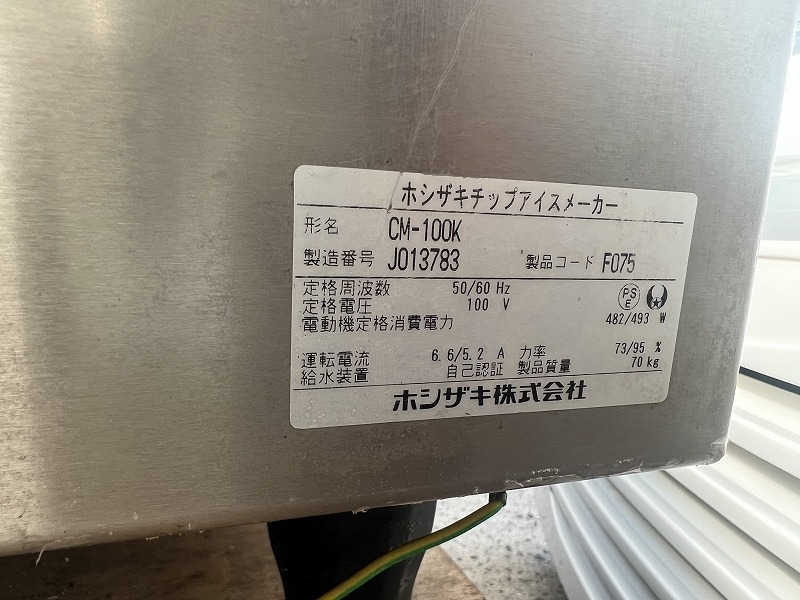 ホシザキチップアイスメーカー
形名 CM-100K
製造番号 J013783 製品コード F075
定格周波数 50/60 Hz
定格電圧 100 V
PS E
電動機定格消費電力 482/493 W
運転電流 6.6/5.2 A 力率 73/95 %
給水装置 自己認証 製品質量 70 kg
ホシザキ株式会社